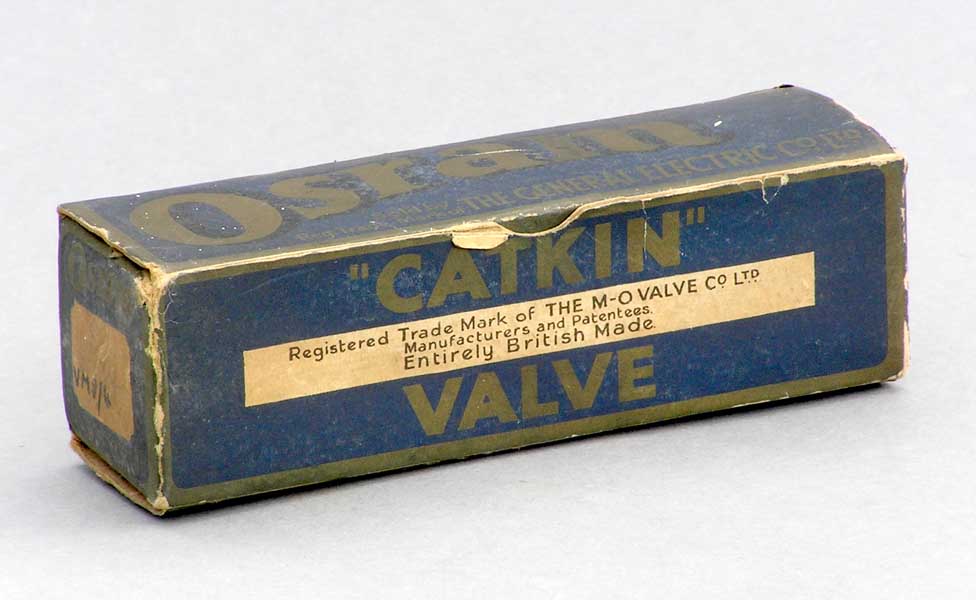 Osram
THE GENERAL ELECTRIC CO. LTD
"CATKIN"
Registered Trade Mark of THE M-O VALVE CO LTD
Manufacturers and Patentees.
Entirely British Made.
VALVE
Osram